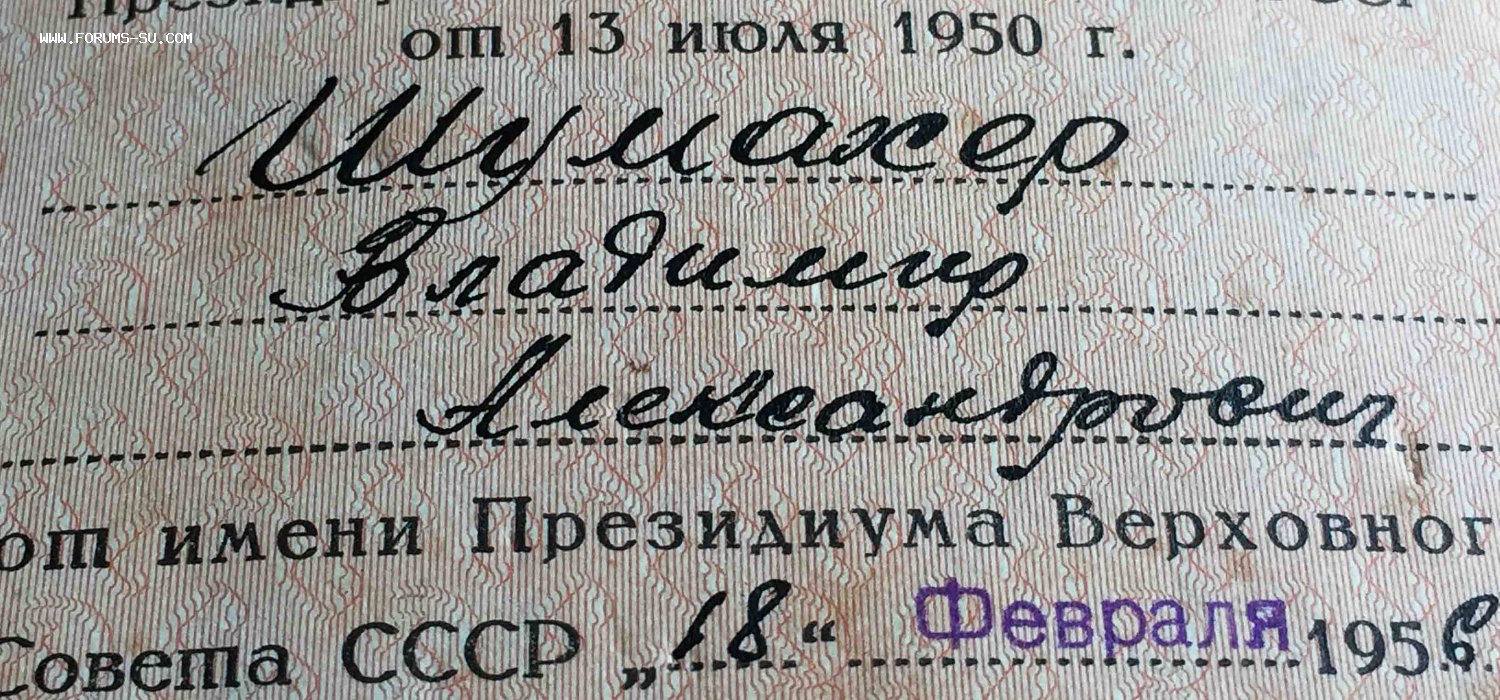 WWW.FORUMS-SU.COM
от 13 июля 1950 г.
Шумахер
Владимир
Александрович
от имени Президиума Верховног
Совета СССР „18“ Февраля 1956